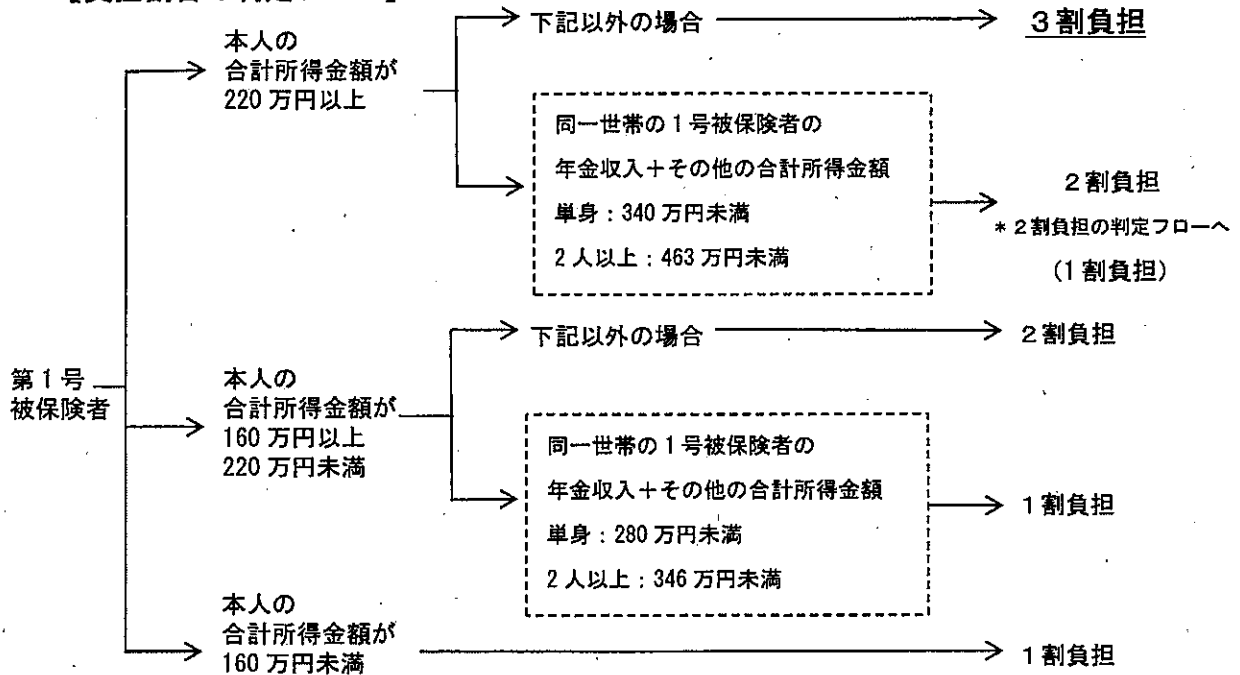 下記以外の場合
3割負担
本人の
合計所得金額が
220万円以上
同一世帯の1号被保険者の
年金収入+その他の合計所得金額
単身:340万円未満
2人以上:463万円未満
2割負担
*2割負担の判定フローへ
(1割負担)
下記以外の場合
2割負担
第1号
被保険者
本人の
合計所得金額が
160万円以上
220万円未満
同一世帯の1号被保険者の
年金収入+その他の合計所得金額
単身:280万円未満
2人以上:346万円未満
1割負担
本人の
合計所得金額が
160万円未満
1割負担